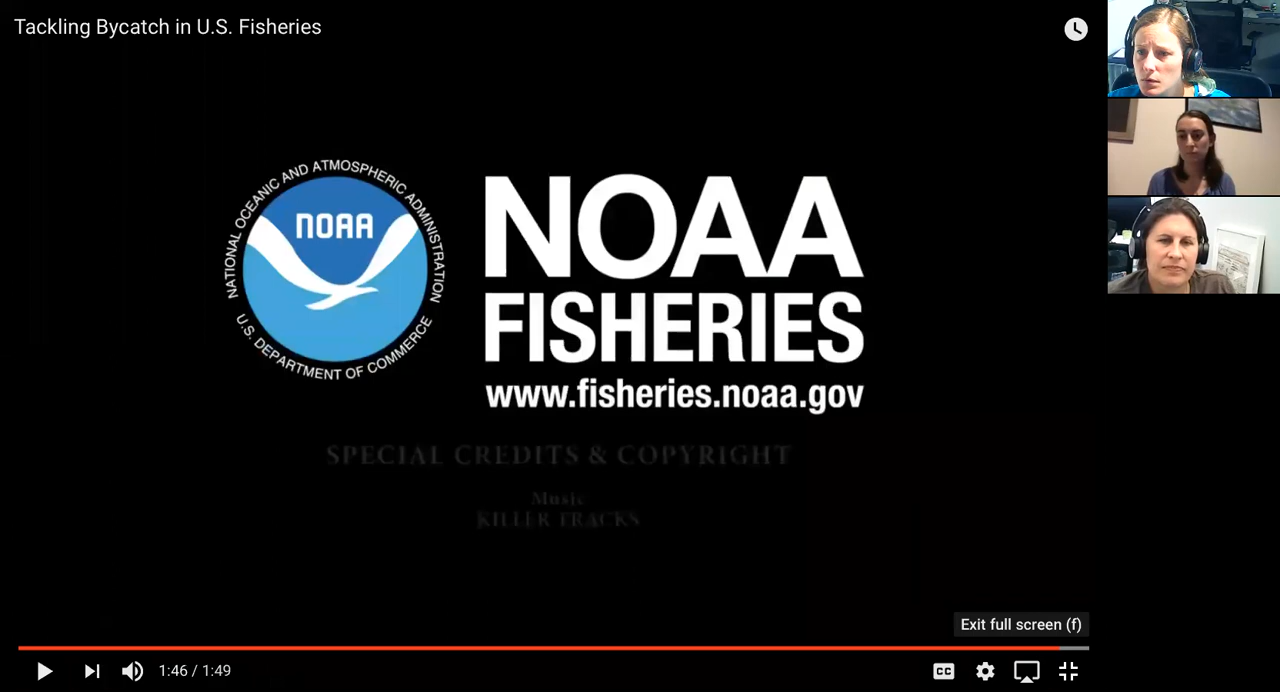 Tackling Bycatch in U.S. Fisheries
NATIONAL OCEANIC AND ATMOSPHERIC ADMINISTRATION
NOAA
U.S. DEPARTMENT OF COMMERCE
NOAA
FISHERIES
www.fisheries.noaa.gov
SPECIAL CREDITS & COPYRIGHT
Music
KILLER TRACKS
Exit full screen (f)
1:46 / 1:49
CC